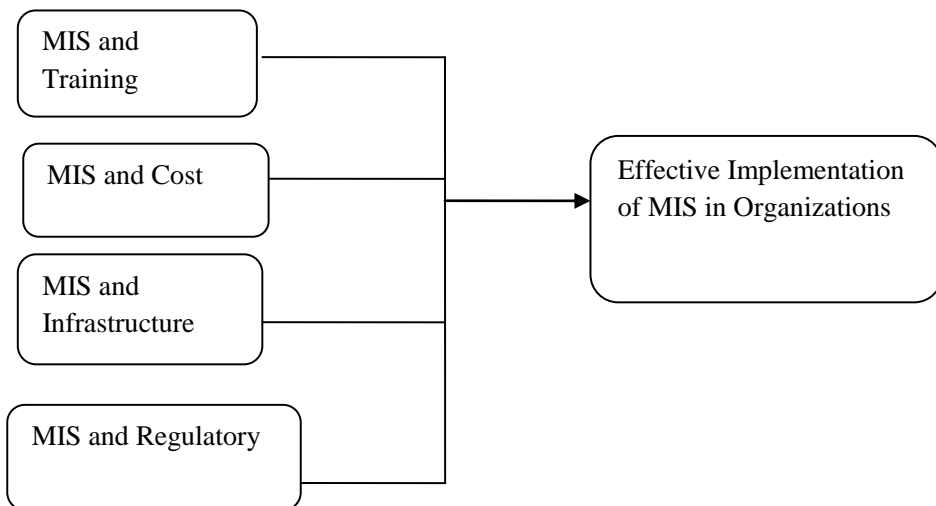 MIS and
Training
MIS and Cost
MIS and
Infrastructure
MIS and Regulatory
Effective Implementation
of MIS in Organizations